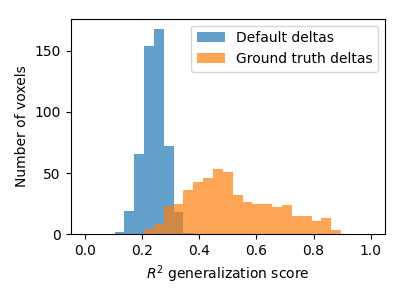 Default deltas
Ground truth deltas
Number of voxels
150
100
50
0
0.0 0.2 0.4 0.6 0.8 1.0
R² generalization score